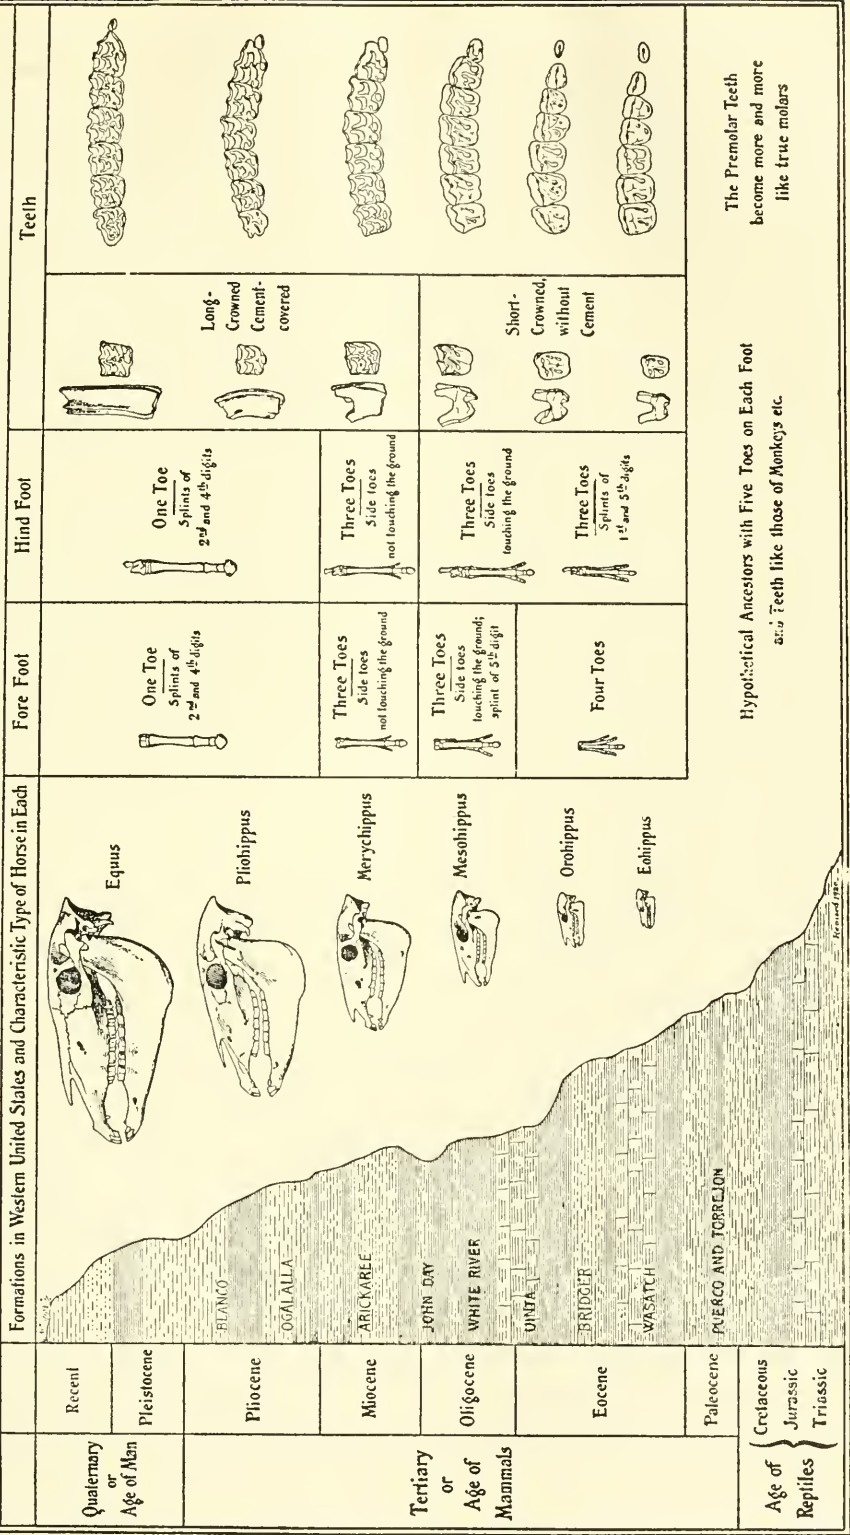 Formations in Western United States and Characteristic Type of Horse in Each
Fore Foot
Hind Foot
Teeth
Quaternary
or
Age of Man
Recent
Pleistocene
Equus
One Toe
Splints of
2nd and 4th digits
One Toe
Splints of
2nd and 4th digits
Long-
Crowned
Cement-
covered
Tertiary
or
Age of
Mammals
Pliocene
BLANCO
OGALALLA
Pliohippus
Miocene
ARICKAREE
Merychippus
Three Toes
Side toes
not touching the ground
Three Toes
Side toes
not touching the ground
Oligocene
JOHN DAY
WHITE RIVER
Mesohippus
Three Toes
Side toes
touching the ground;
splint of 5th digit
Three Toes
Side toes
touching the ground
Short-
Crowned,
without
Cement
Eocene
UINTA
BRIDGER
WASATCH
Orohippus
Eohippus
Four Toes
Three Toes
Splints of
1st and 5th digits
Paleocene
PUERCO AND TORREJON
Age of
Reptiles
Cretaceous
Jurassic
Triassic
Hypothetical Ancestors with Five Toes on Each Foot
and Teeth like those of Monkeys etc.
The Premolar Teeth
become more and more
like true molars